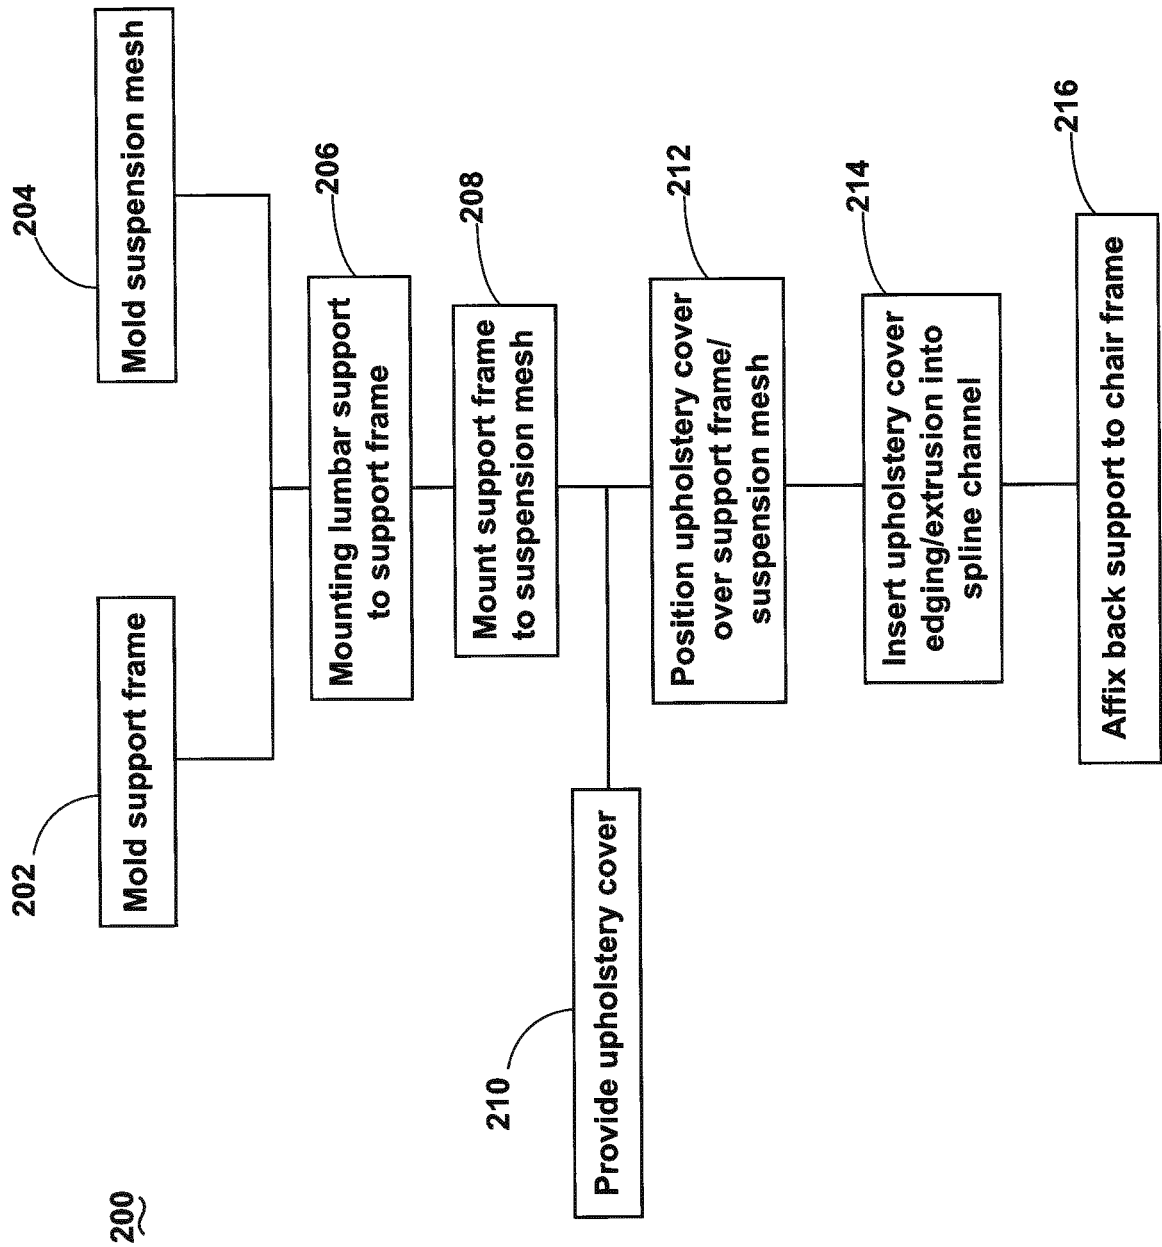 200
202
Mold support frame
204
Mold suspension mesh
206
Mounting lumbar support
to support frame
208
Mount support frame
to suspension mesh
210
Provide upholstery cover
212
Position upholstery cover
over support frame/
suspension mesh
214
Insert upholstery cover
edging/extrusion into
spline channel
216
Affix back support to chair frame